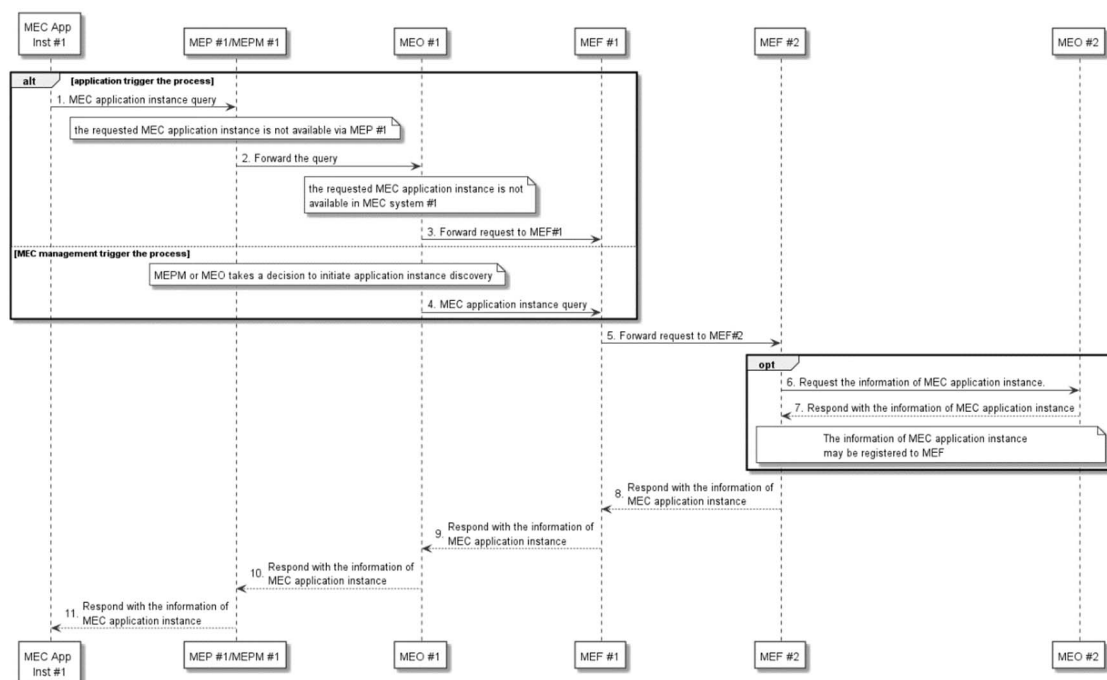 MEC App
Inst #1
MEP #1/MEPM #1
MEO #1
MEF #1
MEF #2
MEO #2
alt
[application trigger the process]
1. MEC application instance query
the requested MEC application instance is not available via MEP #1
2. Forward the query
the requested MEC application instance is not
available in MEC system #1
3. Forward request to MEF#1
[MEC management trigger the process]
MEPM or MEO takes a decision to initiate application instance discovery
4. MEC application instance query
5. Forward request to MEF#2
opt
6. Request the information of MEC application instance.
7. Respond with the information of MEC application instance
The information of MEC application instance
may be registered to MEF
8. Respond with the information of
MEC application instance
9. Respond with the information of
MEC application instance
10. Respond with the information of
MEC application instance
11. Respond with the information of
MEC application instance
MEC App
Inst #1
MEP #1/MEPM #1
MEO #1
MEF #1
MEF #2
MEO #2